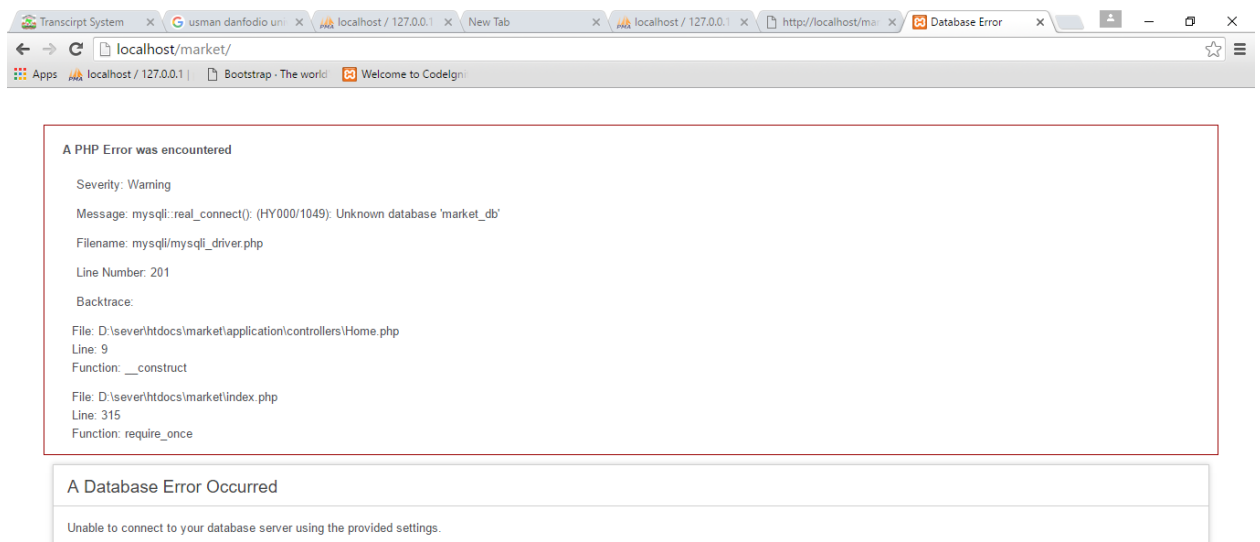 Transcirpt System
usman danfodio uni
localhost / 127.0.0.1
New Tab
localhost / 127.0.0.1
http://localhost/mar
Database Error
localhost/market/
Apps
localhost / 127.0.0.1 |
Bootstrap · The world
Welcome to CodeIgni
A PHP Error was encountered
Severity: Warning
Message: mysqli::real_connect(): (HY000/1049): Unknown database 'market_db'
Filename: mysqli/mysqli_driver.php
Line Number: 201
Backtrace:
File: D:\sever\htdocs\market\application\controllers\Home.php
Line: 9
Function: __construct
File: D:\sever\htdocs\market\index.php
Line: 315
Function: require_once
A Database Error Occurred
Unable to connect to your database server using the provided settings.